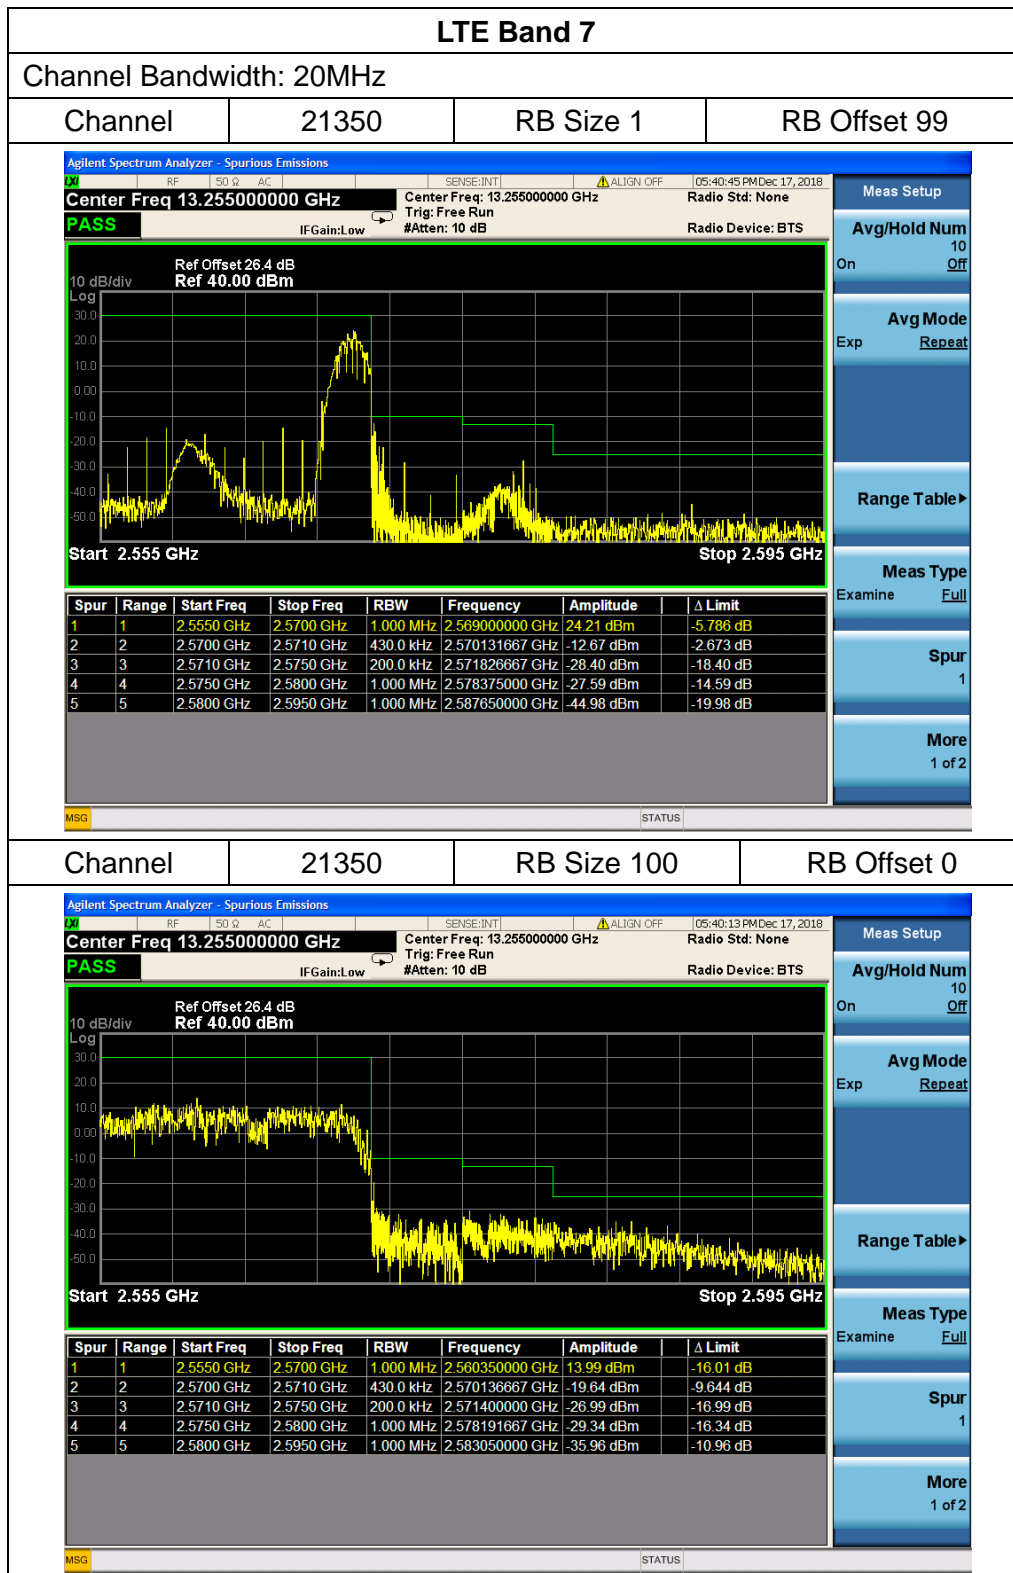 LTE Band 7
Channel Bandwidth: 20MHz
Channel 21350 RB Size 1 RB Offset 99
Agilent Spectrum Analyzer - Spurious Emissions
LXI RF 50 Ω AC SENSE:INT ALIGN OFF 05:40:45 PM Dec 17, 2018
Center Freq 13.255000000 GHz Center Freq: 13.255000000 GHz Radio Std: None
Trig: Free Run
PASS IFGain:Low #Atten: 10 dB Radio Device: BTS
Ref Offset 26.4 dB
10 dB/div Ref 40.00 dBm
Log
30.0
20.0
10.0
0.00
-10.0
-20.0
-30.0
-40.0
-50.0
Start 2.555 GHz Stop 2.595 GHz
Spur Range Start Freq Stop Freq RBW Frequency Amplitude Δ Limit
1 1 2.5550 GHz 2.5700 GHz 1.000 MHz 2.569000000 GHz 24.21 dBm -5.786 dB
2 2 2.5700 GHz 2.5710 GHz 430.0 kHz 2.570131667 GHz -12.67 dBm -2.673 dB
3 3 2.5710 GHz 2.5750 GHz 200.0 kHz 2.571826667 GHz -28.40 dBm -18.40 dB
4 4 2.5750 GHz 2.5800 GHz 1.000 MHz 2.578375000 GHz -27.59 dBm -14.59 dB
5 5 2.5800 GHz 2.5950 GHz 1.000 MHz 2.587650000 GHz -44.98 dBm -19.98 dB
MSG STATUS
Meas Setup
Avg/Hold Num
10
On Off
Avg Mode
Exp Repeat
Range Table
Meas Type
Examine Full
Spur
1
More
1 of 2
Channel 21350 RB Size 100 RB Offset 0
Agilent Spectrum Analyzer - Spurious Emissions
LXI RF 50 Ω AC SENSE:INT ALIGN OFF 05:40:13 PM Dec 17, 2018
Center Freq 13.255000000 GHz Center Freq: 13.255000000 GHz Radio Std: None
Trig: Free Run
PASS IFGain:Low #Atten: 10 dB Radio Device: BTS
Ref Offset 26.4 dB
10 dB/div Ref 40.00 dBm
Log
30.0
20.0
10.0
0.00
-10.0
-20.0
-30.0
-40.0
-50.0
Start 2.555 GHz Stop 2.595 GHz
Spur Range Start Freq Stop Freq RBW Frequency Amplitude Δ Limit
1 1 2.5550 GHz 2.5700 GHz 1.000 MHz 2.560350000 GHz 13.99 dBm -16.01 dB
2 2 2.5700 GHz 2.5710 GHz 430.0 kHz 2.570136667 GHz -19.64 dBm -9.644 dB
3 3 2.5710 GHz 2.5750 GHz 200.0 kHz 2.571400000 GHz -26.99 dBm -16.99 dB
4 4 2.5750 GHz 2.5800 GHz 1.000 MHz 2.578191667 GHz -29.34 dBm -16.34 dB
5 5 2.5800 GHz 2.5950 GHz 1.000 MHz 2.583050000 GHz -35.96 dBm -10.96 dB
MSG STATUS
Meas Setup
Avg/Hold Num
10
On Off
Avg Mode
Exp Repeat
Range Table
Meas Type
Examine Full
Spur
1
More
1 of 2